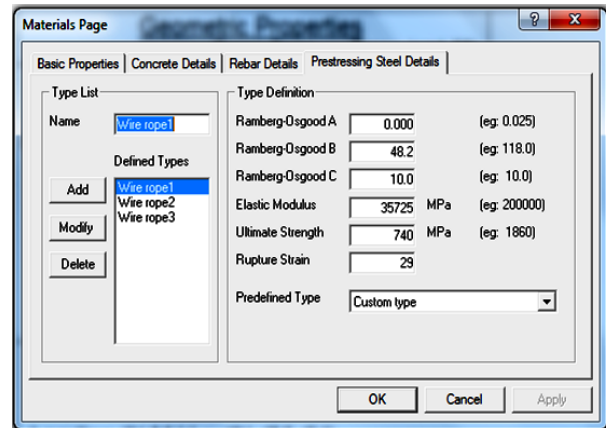 Materials Page
Geometric Properties
Basic Properties
Concrete Details
Rebar Details
Prestressing Steel Details
Type List
Name
Wire rope1
Defined Types
Wire rope1
Wire rope2
Wire rope3
Add
Modify
Delete
Type Definition
Ramberg-Osgood A 0.000 (eg: 0.025)
Ramberg-Osgood B 48.2 (eg: 118.0)
Ramberg-Osgood C 10.0 (eg: 10.0)
Elastic Modulus 35725 MPa (eg: 200000)
Ultimate Strength 740 MPa (eg: 1860)
Rupture Strain 29
Predefined Type Custom type
OK Cancel Apply